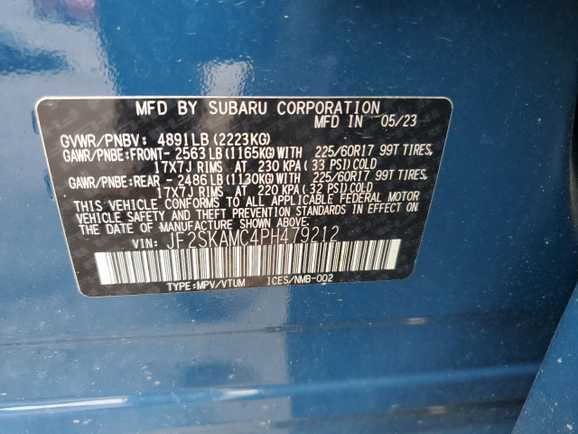 MFD BY SUBARU CORPORATION
MFD. IN 05/23
GVWR/PNBV: 4891LB(2223KG)
GAWR/PNBE:FRONT-2563LB(1165KG)WITH 225/60R17 99T TIRES,
17X7J RIMS AT 230 KPA(33 PSI)COLD
GAWR/PNBE:REAR-2486LB(1130KG)WITH 225/60R17 99T TIRES,
17X7J RIMS AT 220 KPA(32 PSI)COLD
THIS VEHICLE CONFORMS TO ALL APPLICABLE FEDERAL MOTOR
VEHICLE SAFETY AND THEFT PREVENTION STANDARDS IN EFFECT
ON THE DATE OF MANUFACTURE SHOWN ABOVE.
VIN: JF2SKAMC4PH479212
TYPE:MPV/VTUM ICES/NMB-002